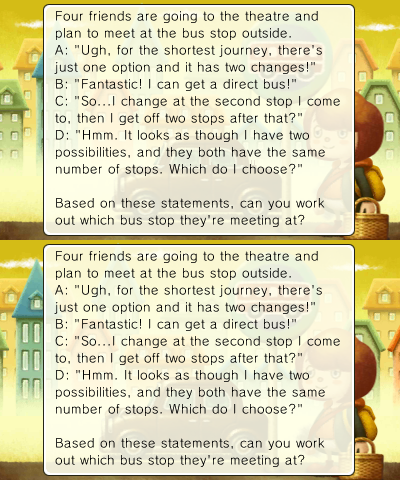 Four friends are going to the theatre and
plan to meet at the bus stop outside.
A: "Ugh, for the shortest journey, there's
just one option and it has two changes!"
B: "Fantastic! I can get a direct bus!"
C: "So...I change at the second stop I come
to, then I get off two stops after that?"
D: "Hmm. It looks as though I have two
possibilities, and they both have the same
number of stops. Which do I choose?"
Based on these statements, can you work
out which bus stop they're meeting at?
Four friends are going to the theatre and
plan to meet at the bus stop outside.
A: "Ugh, for the shortest journey, there's
just one option and it has two changes!"
B: "Fantastic! I can get a direct bus!"
C: "So...I change at the second stop I come
to, then I get off two stops after that?"
D: "Hmm. It looks as though I have two
possibilities, and they both have the same
number of stops. Which do I choose?"
Based on these statements, can you work
out which bus stop they're meeting at?